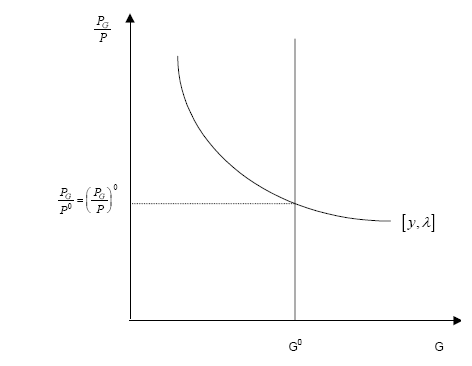 P_G/P
P_G/P^0 = (P_G/P)^0
[y, λ]
G^0 G